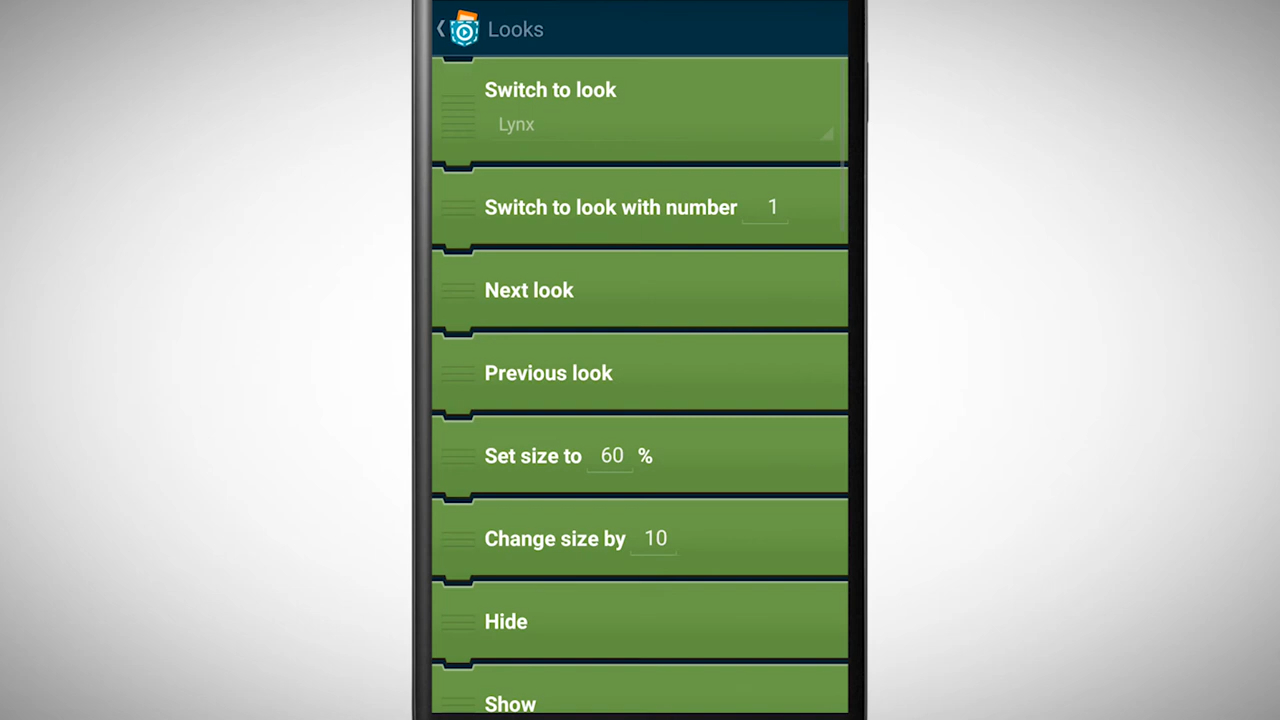 Looks
Switch to look
Lynx
Switch to look with number 1
Next look
Previous look
Set size to 60 %
Change size by 10
Hide
Show